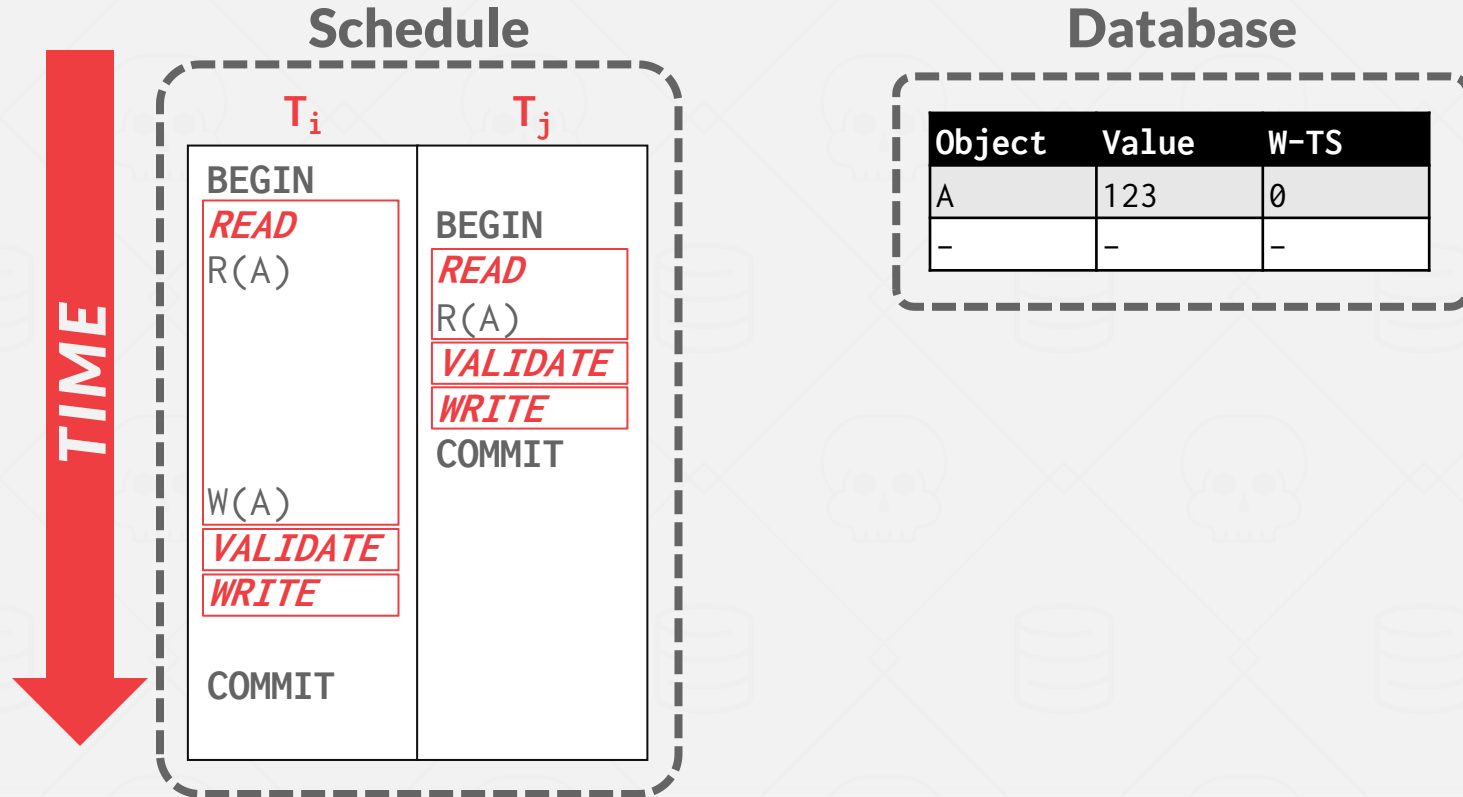 Schedule
Database
TIME
Ti Tj
BEGIN
READ BEGIN
R(A) READ
R(A)
VALIDATE
WRITE
COMMIT
W(A)
VALIDATE
WRITE
COMMIT
Object Value W-TS
A 123 0
- - -